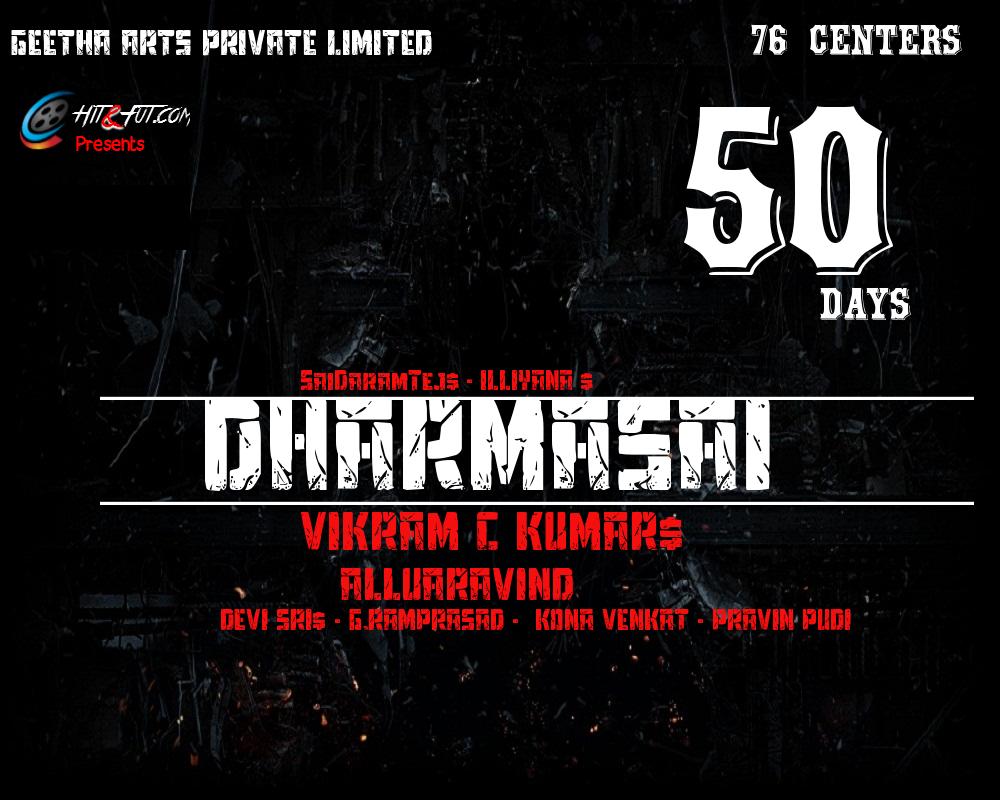 GEETHA ARTS PRIVATE LIMITED
76 CENTERS
HIT&FUT.COM
Presents
50
DAYS
SaiDaramTej$ - ILLIYANA $
DHARMASAI
VIKRAM C KUMAR$
ALLUARAVIND
DEVI SRI$ - G.RAMPRASAD - KONA VENKAT - PRAVIN PUDI